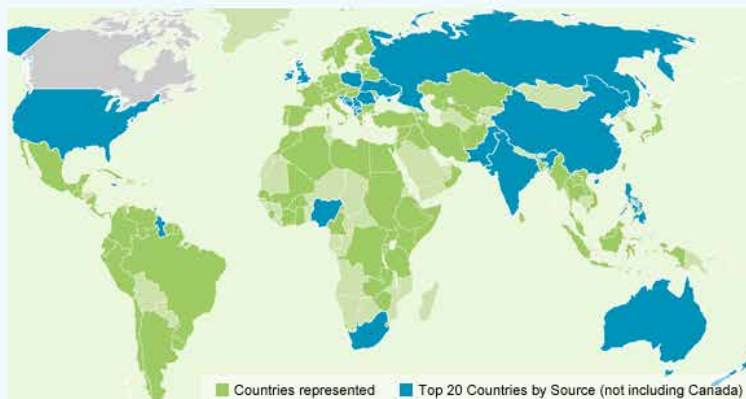 Countries represented
Top 20 Countries by Source (not including Canada)